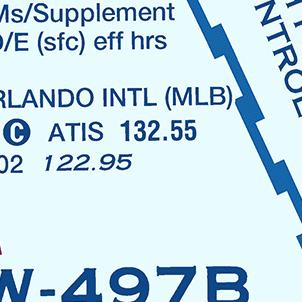 Ms/Supplement
O/E (sfc) eff hrs
RLANDO INTL (MLB)
C ATIS 132.55
02 122.95
W-497B
NTROL